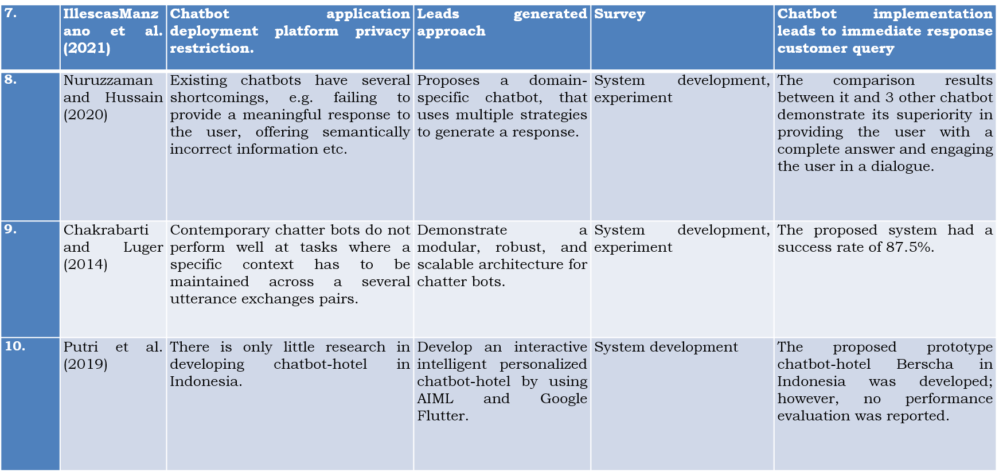 7.
IllescasManz
ano et al.
(2021)
Chatbot application
deployment platform privacy
restriction.
Leads generated
approach
Survey
Chatbot implementation
leads to immediate response
customer query
8.
Nuruzzaman
and Hussain
(2020)
Existing chatbots have several
shortcomings, e.g. failing to
provide a meaningful response to
the user, offering semantically
incorrect information etc.
Proposes a domain-
specific chatbot, that
uses multiple strategies
to generate a response.
System development,
experiment
The comparison results
between it and 3 other chatbot
demonstrate its superiority in
providing the user with a
complete answer and engaging
the user in a dialogue.
9.
Chakrabarti
and Luger
(2014)
Contemporary chatter bots do not
perform well at tasks where a
specific context has to be
maintained across a several
utterance exchanges pairs.
Demonstrate a
modular, robust, and
scalable architecture for
chatter bots.
System development,
experiment
The proposed system had a
success rate of 87.5%.
10.
Putri et al.
(2019)
There is only little research in
developing chatbot-hotel in
Indonesia.
Develop an interactive
intelligent personalized
chatbot-hotel by using
AIML and Google
Flutter.
System development
The proposed prototype
chatbot-hotel Berscha in
Indonesia was developed;
however, no performance
evaluation was reported.